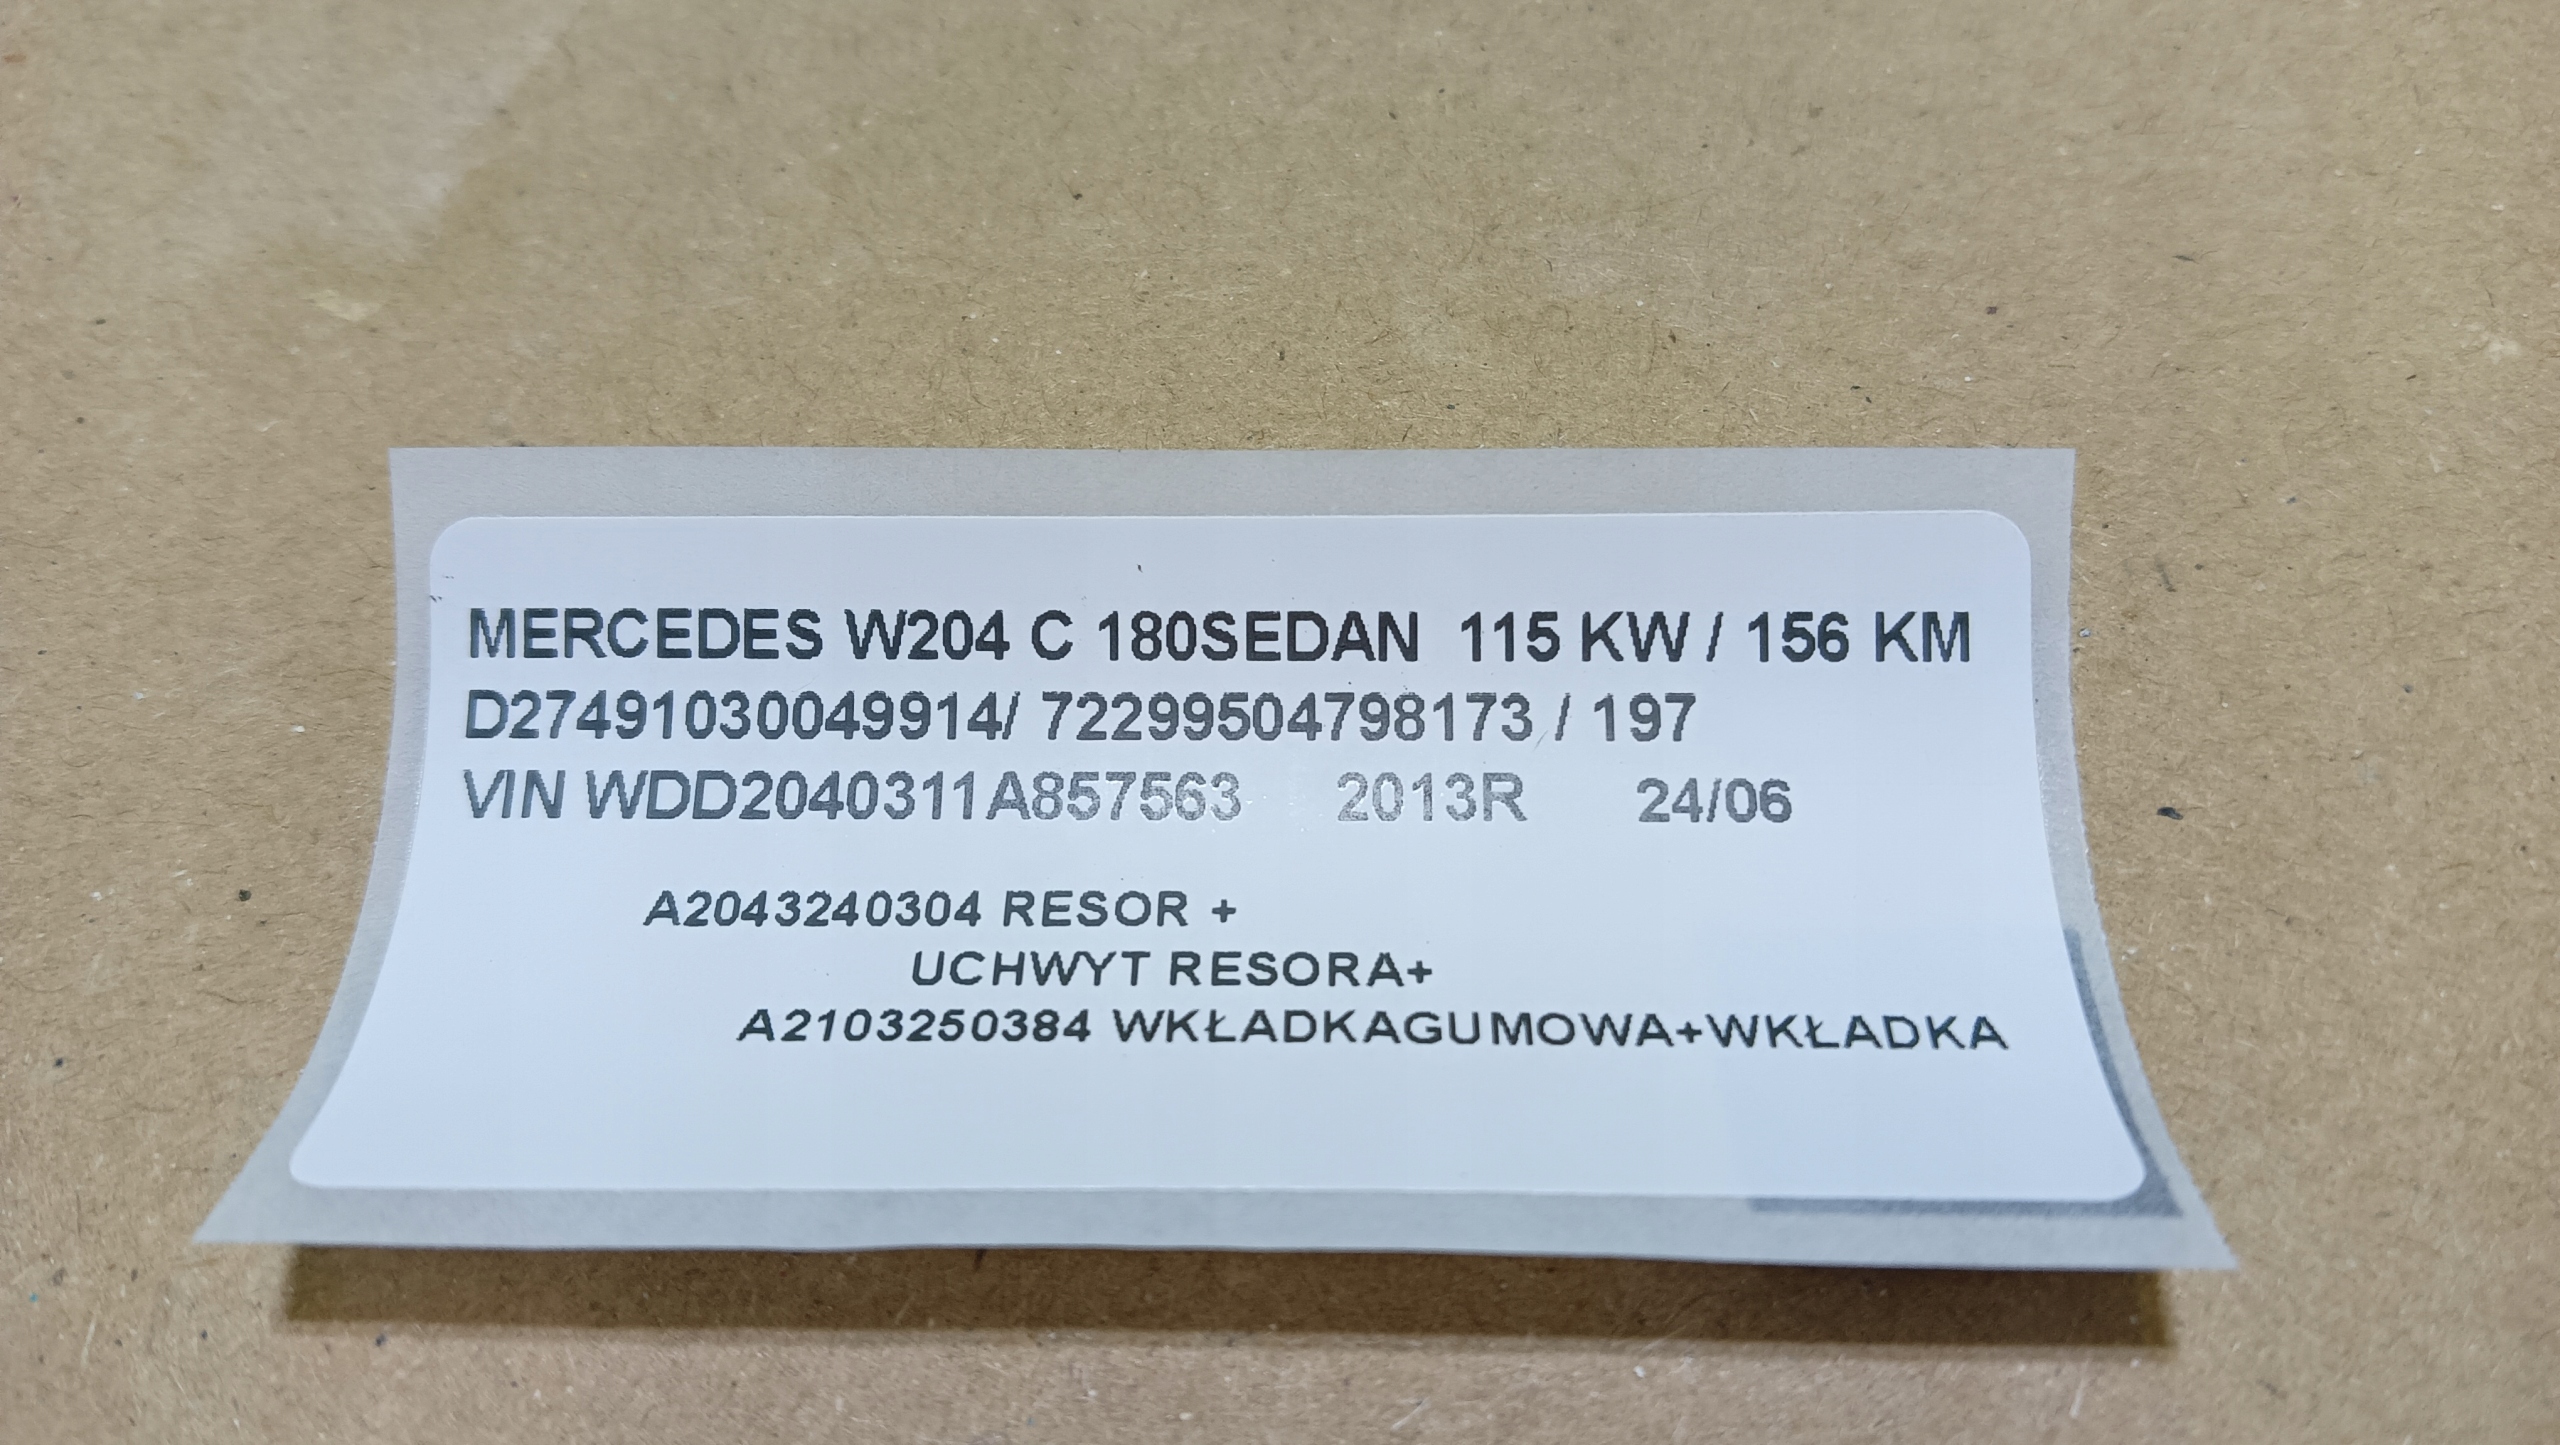 MERCEDES W204 C 180SEDAN 115 KW / 156 KM
D27491030049914/ 72299504798173 / 197
VIN WDD2040311A857563 2013R 24/06
A2043240304 RESOR +
UCHWYT RESORA+
A2103250384 WKŁADKAGUMOWA+WKŁADKA